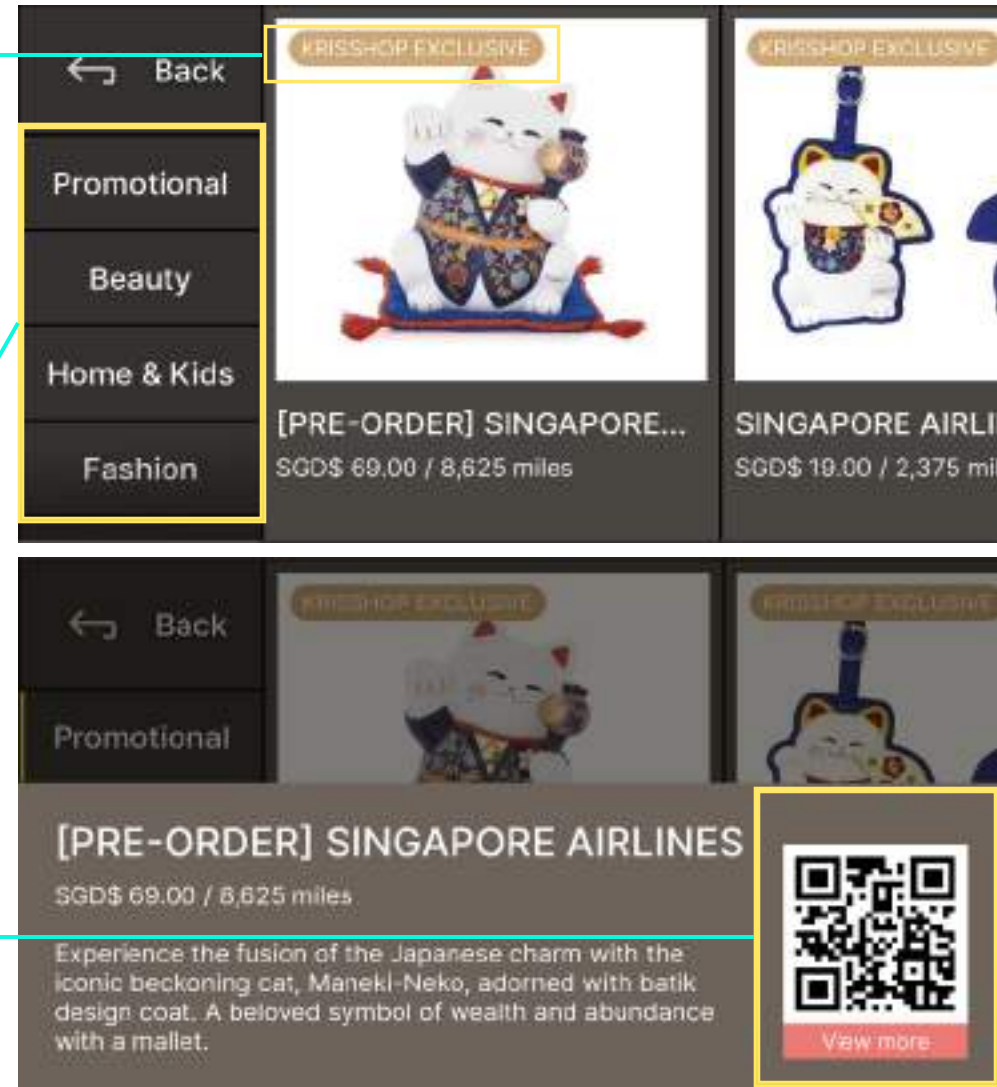 Back
Promotional
Beauty
Home & Kids
Fashion
KRISSHOP EXCLUSIVE
[PRE-ORDER] SINGAPORE...
SGD$ 69.00 / 8,625 miles
KRISSHOP EXCLUSIVE
SINGAPORE AIRLI
SGD$ 19.00 / 2,375 mil
Back
Promotional
KRISSHOP EXCLUSIVE
KRISSHOP EXCLUSIVE
[PRE-ORDER] SINGAPORE AIRLINES
SGD$ 69.00 / 8,625 miles
Experience the fusion of the Japanese charm with the
iconic beckoning cat, Maneki-Neko, adorned with batik
design coat. A beloved symbol of wealth and abundance
with a mallet.
View more